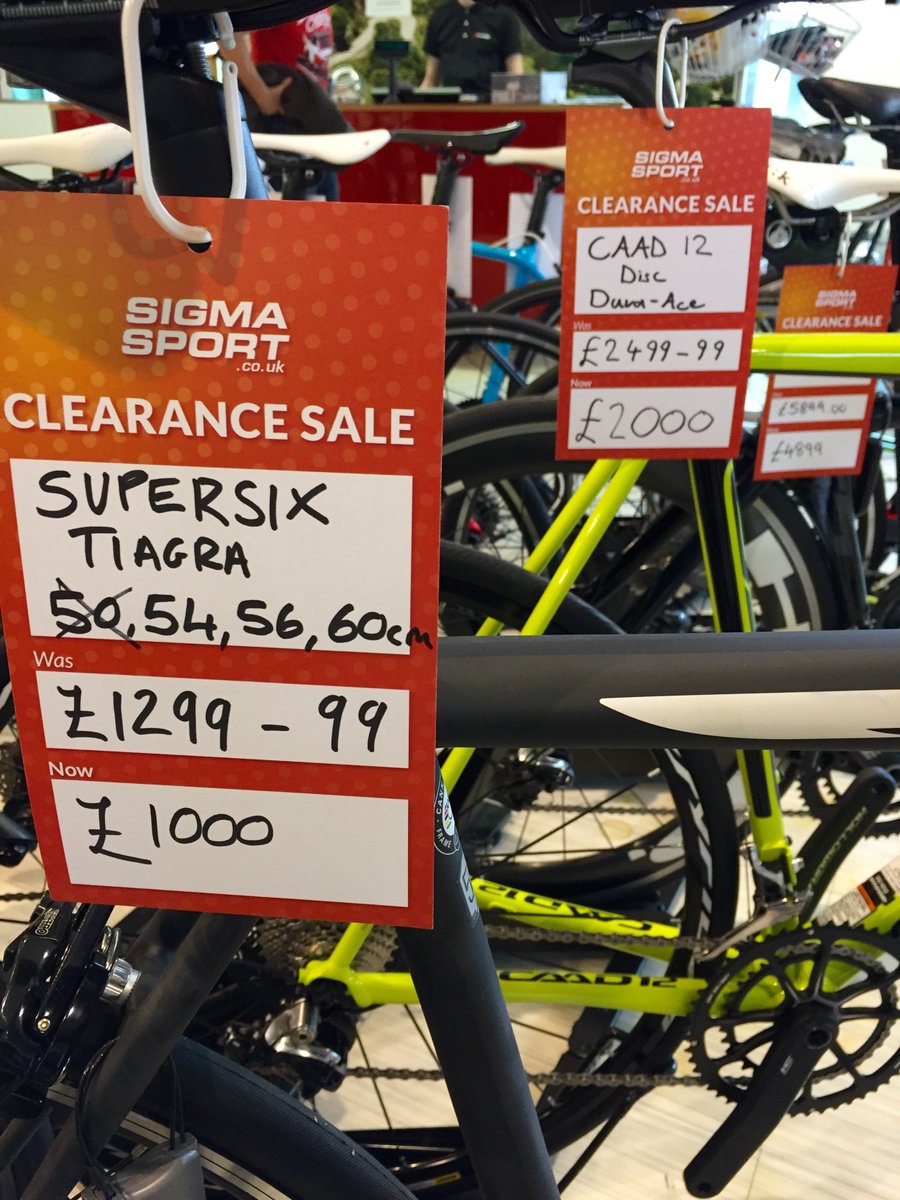 SIGMA
SPORT
.co.uk
CLEARANCE SALE
SUPERSIX
TIAGRA
50, 54, 56, 60cm
Was
£1299-99
Now
£1000
SIGMA
SPORT
.co.uk
CLEARANCE SALE
CAAD 12
Disc
Dura-Ace
Was
£2499-99
Now
£2000
SIGMA
SPORT
CLEARANCE SALE
£5899.00
£4899
CAAD12